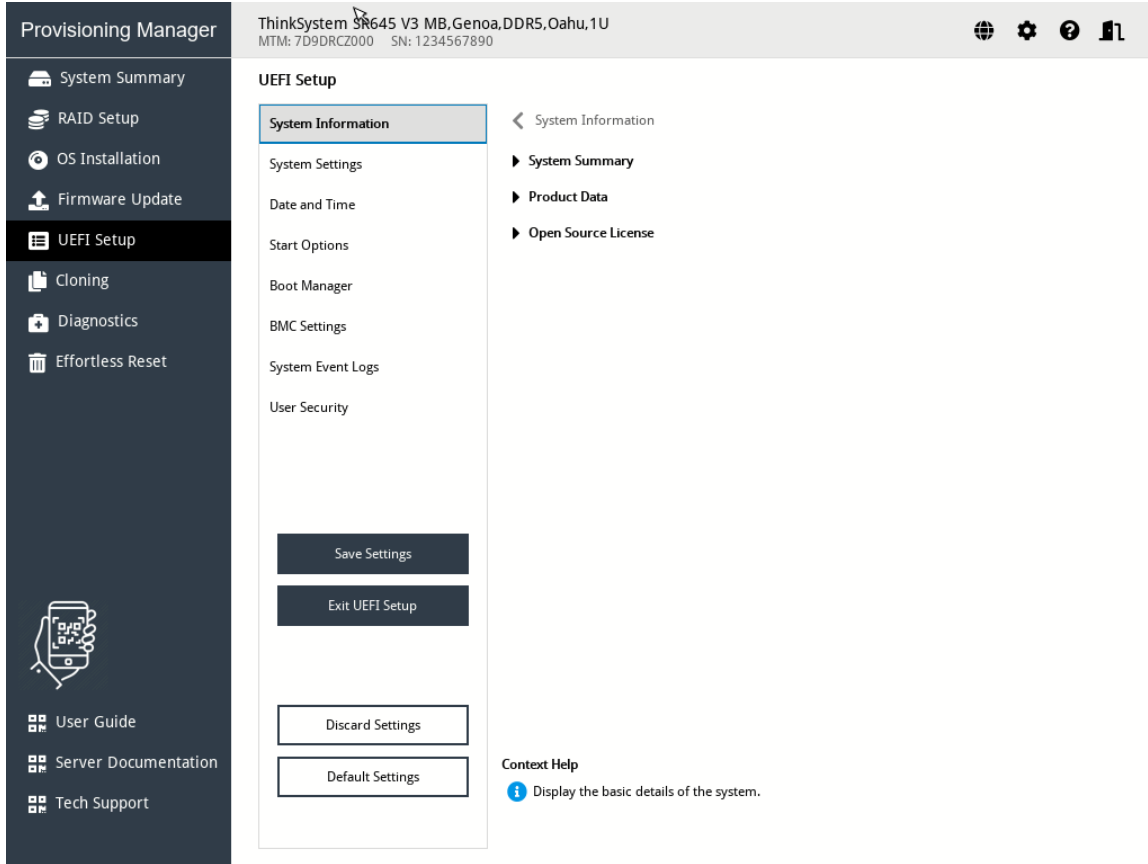 Provisioning Manager
ThinkSystem SR645 V3 MB,Genoa,DDR5,Oahu,1U
MTM: 7D9DRCZ000 SN: 1234567890
System Summary
RAID Setup
OS Installation
Firmware Update
UEFI Setup
Cloning
Diagnostics
Effortless Reset
User Guide
Server Documentation
Tech Support
UEFI Setup
System Information
System Settings
Date and Time
Start Options
Boot Manager
BMC Settings
System Event Logs
User Security
Save Settings
Exit UEFI Setup
Discard Settings
Default Settings
System Information
System Summary
Product Data
Open Source License
Context Help
Display the basic details of the system.